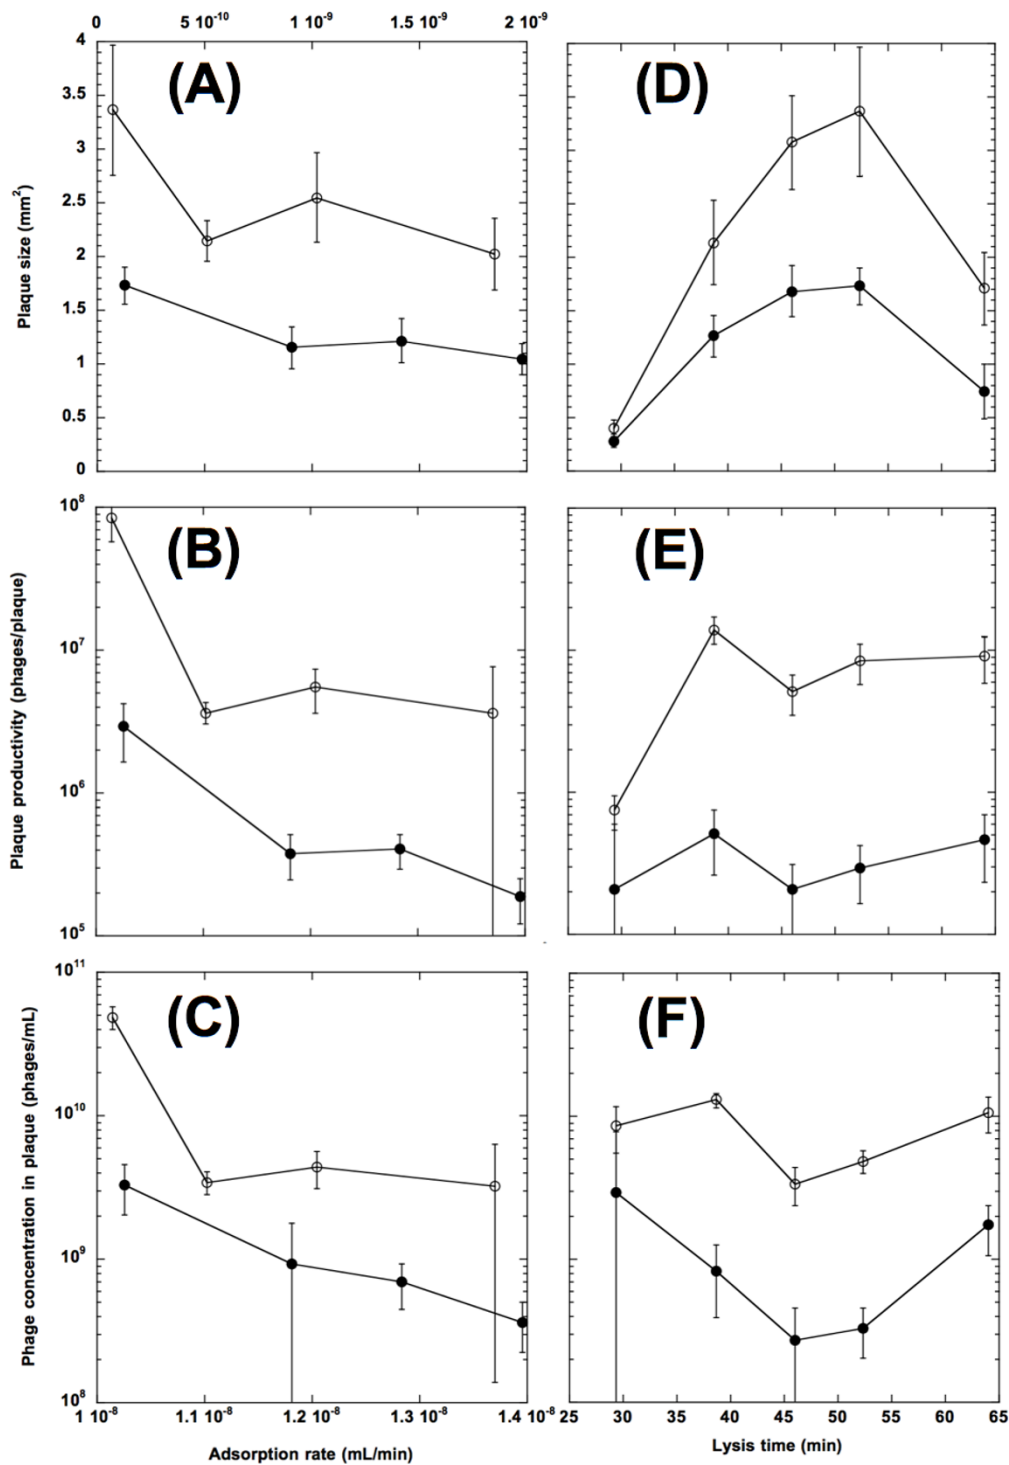 0 5 10-10 1 10-9 1.5 10-9 2 10-9
(A)
(D)
4
3.5
3
2.5
2
1.5
1
0.5
0
Plaque size (mm2)
(B)
(E)
108
107
106
105
Plaque productivity (phages/plaque)
(C)
(F)
1011
1010
109
108
Phage concentration in plaque (phages/mL)
1 10-8 1.1 10-8 1.2 10-8 1.3 10-8 1.4 10-8
25 30 35 40 45 50 55 60 65
Adsorption rate (mL/min)
Lysis time (min)